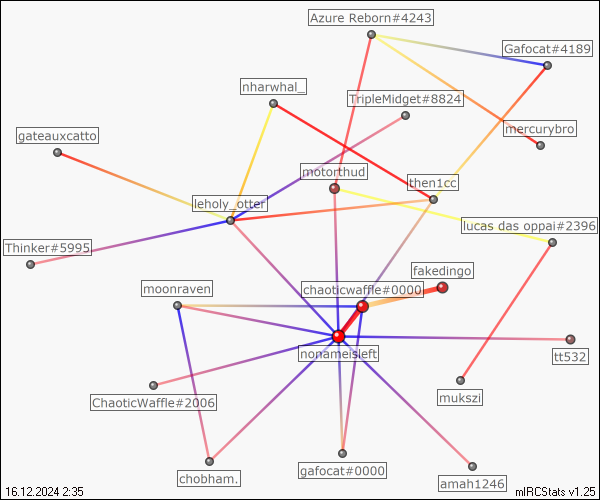 Azure Reborn#4243
Gafocat#4189
nharwhal_
TripleMidget#8824
mercurybro
gateauxcatto
motorthud
then1cc
leholy_otter
lucas das oppai#2396
Thinker#5995
fakedingo
moonraven
chaoticwaffle#0000
nonameisleft
tt532
ChaoticWaffle#2006
mukszi
chobham.
gafocat#0000
amah1246
16.12.2024 2:35
mIRCStats v1.25